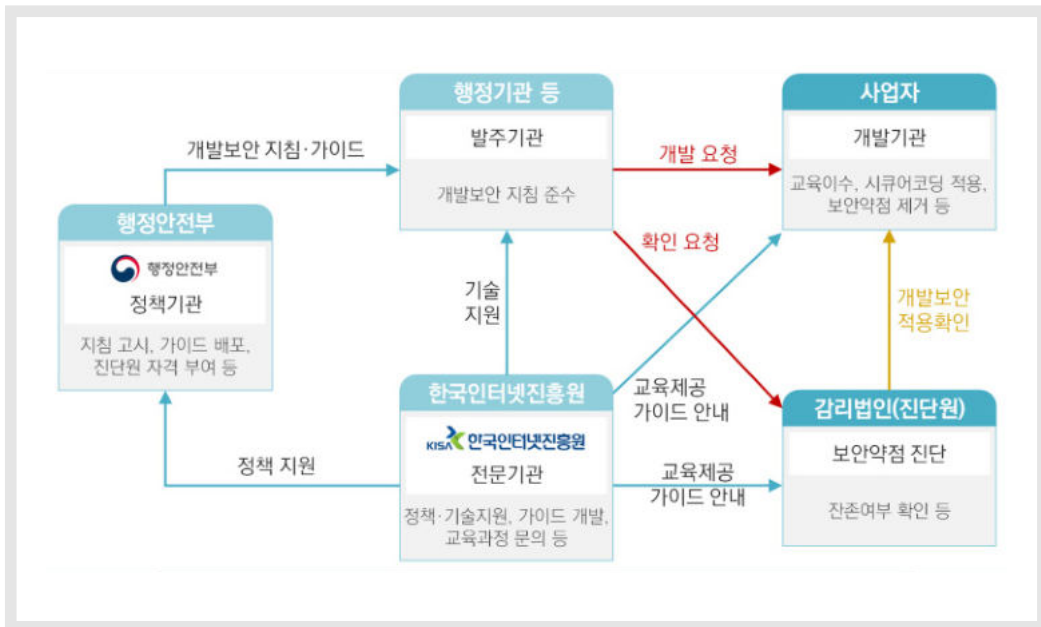 행정기관 등
발주기관
개발보안 지침 준수
사업자
개발기관
교육이수, 시큐어코딩 적용,
보안약점 제거 등
개발보안 지침·가이드
개발 요청
행정안전부
행정안전부
정책기관
지침 고시, 가이드 배포,
진단원 자격 부여 등
확인 요청
기술
지원
개발보안
적용확인
교육제공
가이드 안내
한국인터넷진흥원
KISA 한국인터넷진흥원
전문기관
정책·기술지원, 가이드 개발,
교육과정 문의 등
감리법인(진단원)
보안약점 진단
잔존여부 확인 등
정책 지원
교육제공
가이드 안내